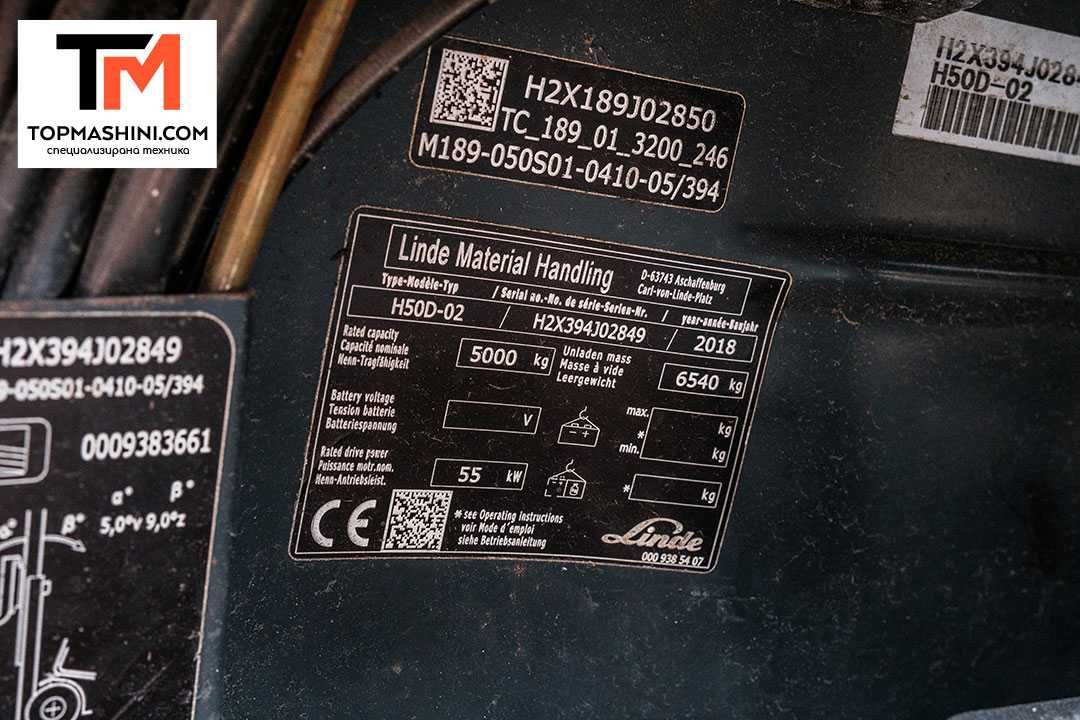 TM
TOPMASHINI.COM
специализирана техника
H2X189J02850
TC_189_01_3200_246
M189-050S01-0410-05/394
H2X394J028
H50D-02
Linde Material Handling
D-63743 Aschaffenburg
Carl-von-Linde-Platz
Type-Modèle-Typ / Serial no.-No. de série-Serien-Nr. / year-année-Baujahr
H50D-02 / H2X394J02849 / 2018
Rated capacity
Capacité nominale
Nenn-Tragfähigkeit
5000 kg
Unladen mass
Masse à vide
Leergewicht
6540 kg
Battery voltage
Tension batterie
Batteriespannung
V
max. kg
*
min. kg
Rated drive power
Puissance motr.nom.
Nenn-Antriebsleist.
55 kW
* kg
CE
* see Operating instructions
voir Mode d'emploi
siehe Betriebsanleitung
Linde
000 938 54 07
H2X394J02849
9-050S01-0410-05/394
0009383661
α° β°
5,0°v 9,0°z
α° β°